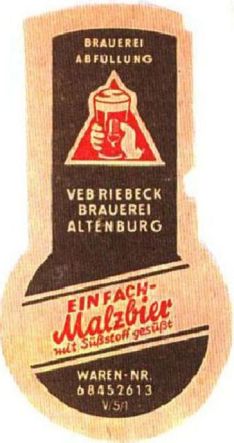 BRAUEREI
ABFÜLLUNG
VEB RIEBECK
BRAUEREI
ALTENBURG
EINFACH-
Malzbier
mit Süßstoff gesüßt
WAREN-NR.
68452613
V/5/1